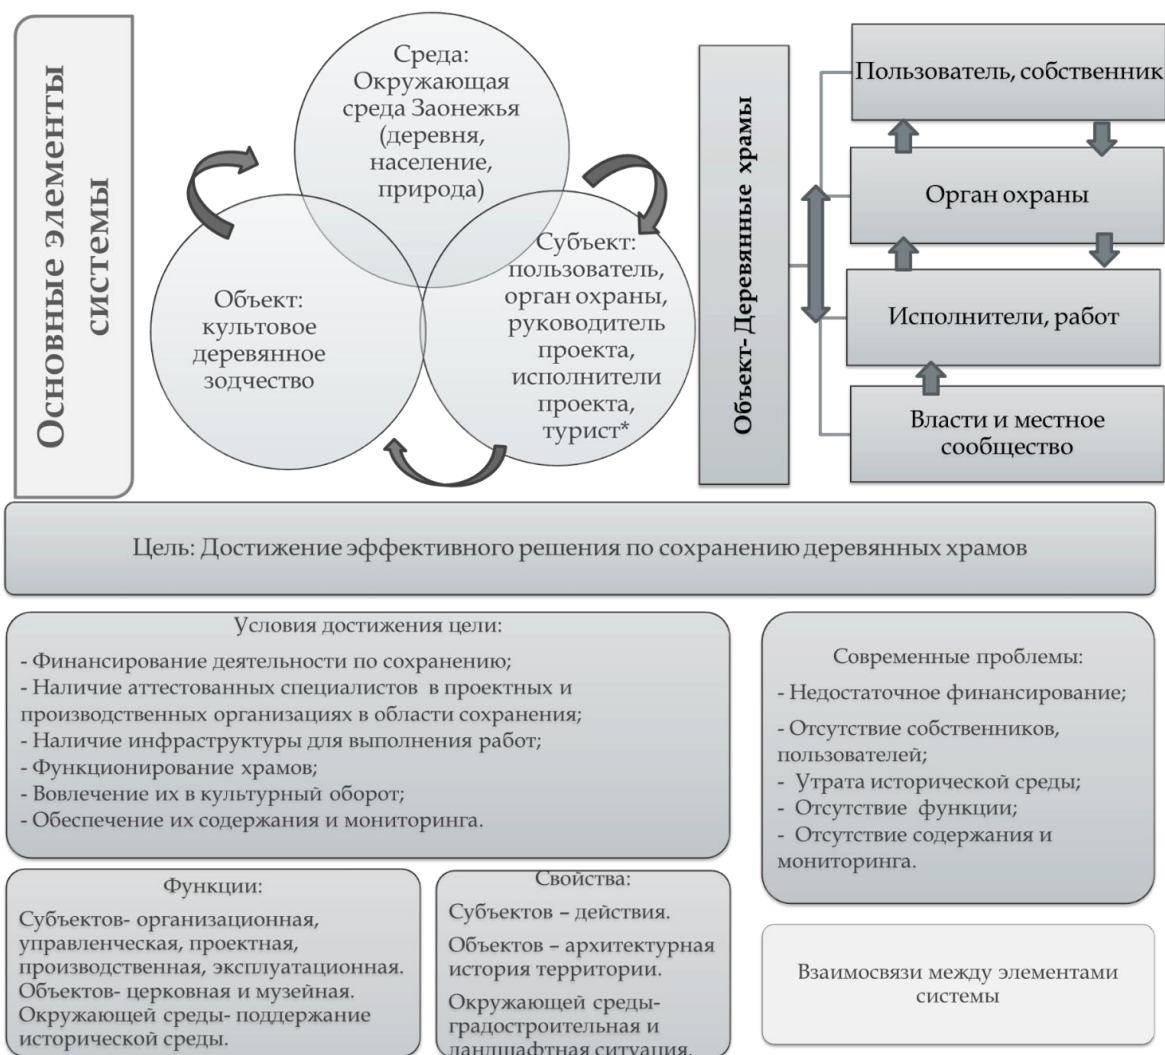 Основные элементы
системы
Среда:
Окружающая
среда Заонежья
(деревня,
население,
природа)
Объект:
культовое
деревянное
зодчество
Субъект:
пользователь,
орган охраны,
руководитель
проекта,
исполнители
проекта,
турист*
Объект- Деревянные храмы
Пользователь, собственник
Орган охраны
Исполнители, работ
Власти и местное
сообщество
Цель: Достижение эффективного решения по сохранению деревянных храмов
Условия достижения цели:
- Финансирование деятельности по сохранению;
- Наличие аттестованных специалистов в проектных и
производственных организациях в области сохранения;
- Наличие инфраструктуры для выполнения работ;
- Функционирование храмов;
- Вовлечение их в культурный оборот;
- Обеспечение их содержания и мониторинга.
Современные проблемы:
- Недостаточное финансирование;
- Отсутствие собственников,
пользователей;
- Утрата исторической среды;
- Отсутствие функции;
- Отсутствие содержания и
мониторинга.
Функции:
Субъектов- организационная,
управленческая, проектная,
производственная, эксплуатационная.
Объектов- церковная и музейная.
Окружающей среды- поддержание
исторической среды.
Свойства:
Субъектов – действия.
Объектов – архитектурная
история территории.
Окружающей среды-
градостроительная и
ландшафтная ситуация.
Взаимосвязи между элементами
системы